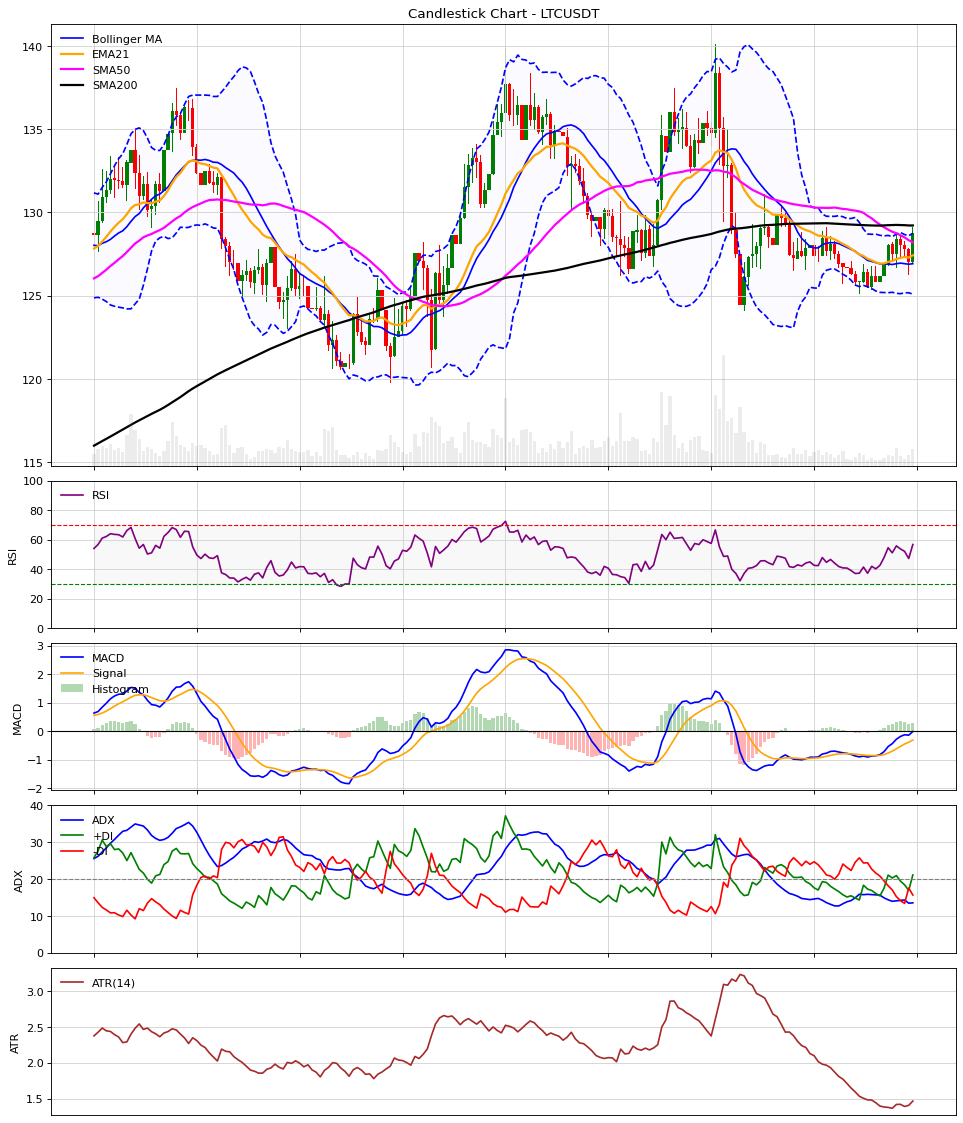 Candlestick Chart - LTCUSDT
Bollinger MA
EMA21
SMA50
SMA200
140
135
130
125
120
115
RSI
RSI
100
80
60
40
20
0
MACD
Signal
Histogram
MACD
3
2
1
0
−1
−2
ADX
+DI
-DI
ADX
40
30
20
10
0
ATR(14)
ATR
3.0
2.5
2.0
1.5